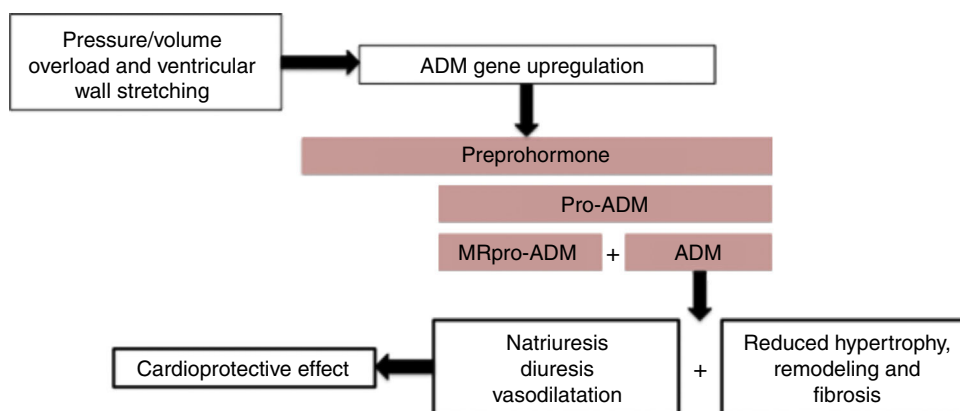 Pressure/volume
overload and ventricular
wall stretching
ADM gene upregulation
Preprohormone
Pro-ADM
MRpro-ADM + ADM
Cardioprotective effect
Natriuresis
diuresis
vasodilatation
+
Reduced hypertrophy,
remodeling and
fibrosis